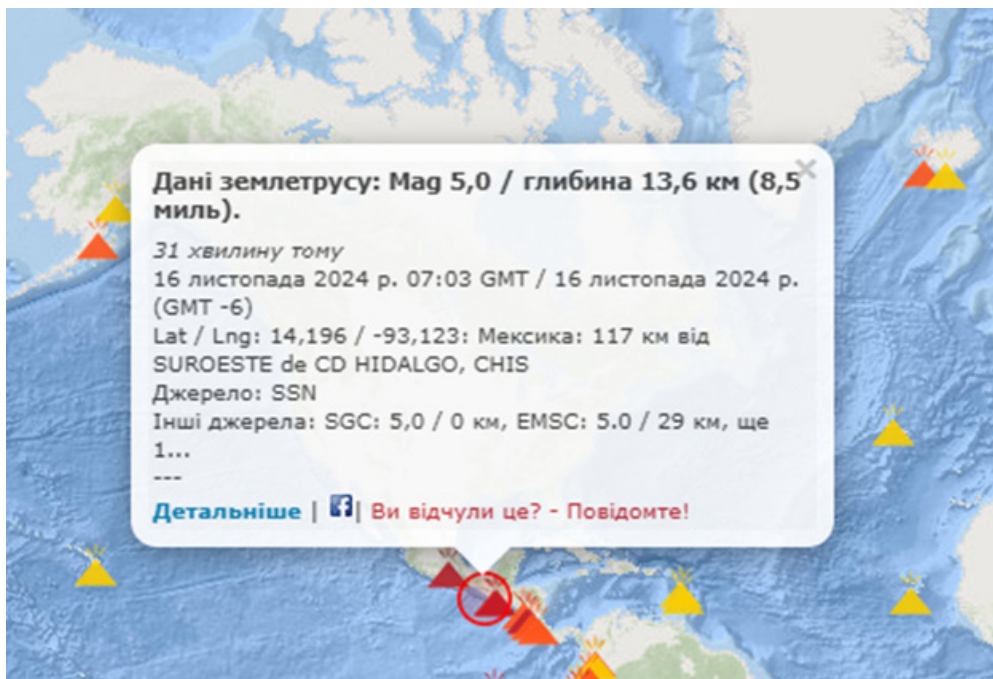 Дані землетрусу: Mag 5,0 / глибина 13,6 км (8,5
миль).
31 хвилину тому
16 листопада 2024 р. 07:03 GMT / 16 листопада 2024 р.
(GMT -6)
Lat / Lng: 14,196 / -93,123: Мексика: 117 км від
SUROESTE de CD HIDALGO, CHIS
Джерело: SSN
Інші джерела: SGC: 5,0 / 0 км, EMSC: 5.0 / 29 км, ще
1...
---
Детальніше | f | Ви відчули це? - Повідомте!